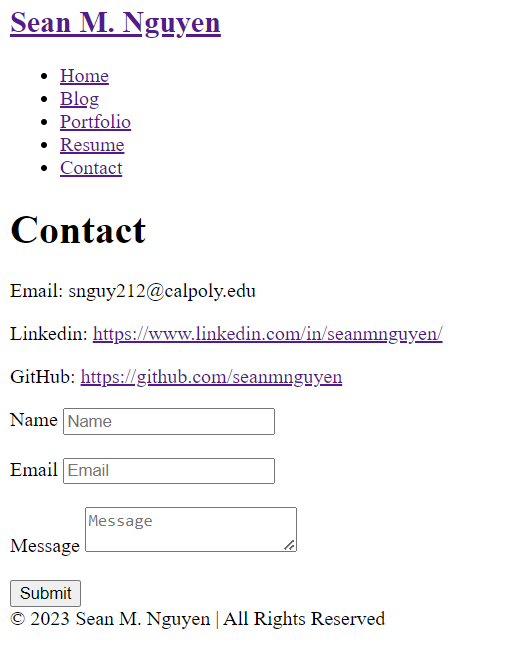 Sean M. Nguyen
Home
Blog
Portfolio
Resume
Contact
Contact
Email: snguy212@calpoly.edu
Linkedin: https://www.linkedin.com/in/seanmnguyen/
GitHub: https://github.com/seanmnguyen
Name Name
Email Email
Message Message
Submit
© 2023 Sean M. Nguyen | All Rights Reserved